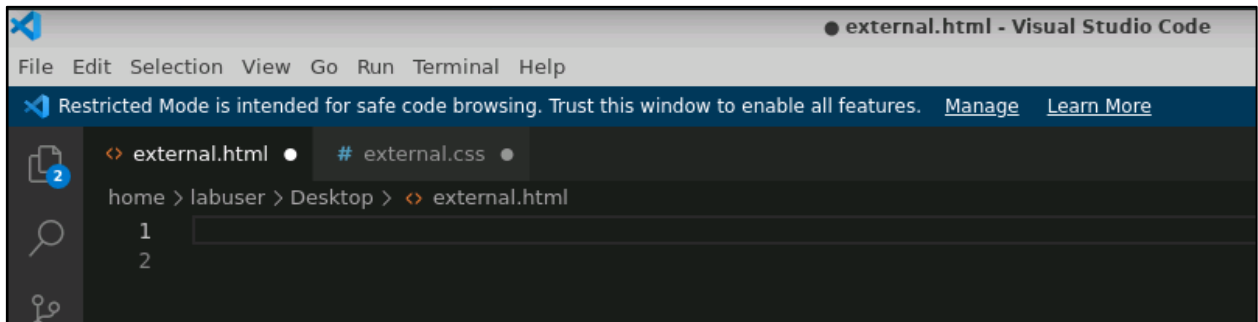 ● external.html - Visual Studio Code
File Edit Selection View Go Run Terminal Help
Restricted Mode is intended for safe code browsing. Trust this window to enable all features. Manage Learn More
<> external.html ● # external.css ●
2
home > labuser > Desktop > <> external.html
1
2